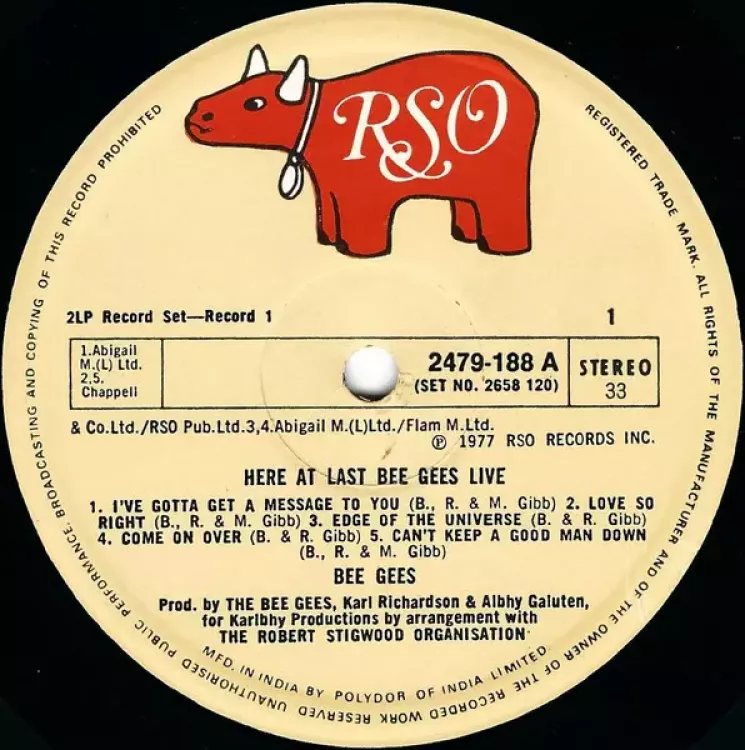 RSO
2LP Record Set—Record 1
1
1.Abigail
M.(L) Ltd.
2,5.
Chappell
2479-188 A
(SET NO. 2658 120)
STEREO
33
& Co.Ltd./RSO Pub.Ltd.3,4.Abigail M.(L)Ltd./Flam M.Ltd.
℗ 1977 RSO RECORDS INC.
HERE AT LAST BEE GEES LIVE
1. I'VE GOTTA GET A MESSAGE TO YOU (B., R. & M. Gibb) 2. LOVE SO
RIGHT (B., R. & M. Gibb) 3. EDGE OF THE UNIVERSE (B. & R. Gibb)
4. COME ON OVER (B. & R. Gibb) 5. CAN'T KEEP A GOOD MAN DOWN
(B., R. & M. Gibb)
BEE GEES
Prod. by THE BEE GEES, Karl Richardson & Albhy Galuten,
for Karlbhy Productions by arrangement with
THE ROBERT STIGWOOD ORGANISATION
MFD. IN INDIA BY POLYDOR OF INDIA LIMITED
REGISTERED TRADE MARK. ALL RIGHTS OF THE MANUFACTURER AND OF THE OWNER OF THE RECORDED WORK RESERVED UNAUTHORISED PUBLIC PERFORMANCE. BROADCASTING AND COPYING OF THIS RECORD PROHIBITED